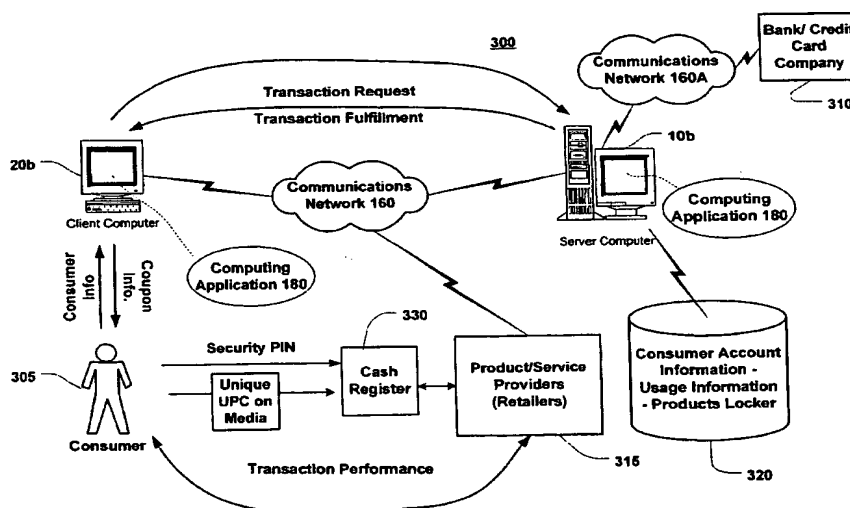 300
Bank/ Credit
Card
Company
310
Communications
Network 160A
Transaction Request
Transaction Fulfillment
20b
10b
Communications
Network 160
Client Computer
Computing
Application 180
Server Computer
Computing
Application 180
Consumer
Info
Coupon
Info.
330
305
Security PIN
Unique
UPC on
Media
Cash
Register
Product/Service
Providers
(Retailers)
Consumer Account
Information -
Usage Information
- Products Locker
Consumer
Transaction Performance
315
320